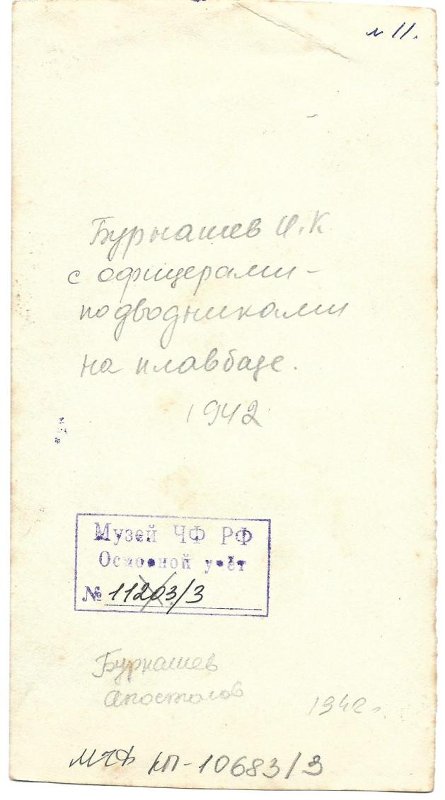 № 11.
Бурнашев И.К
с офицерами-
подводниками
на плавбазе.
1942
Музей ЧФ РФ
Основной учёт
№ 11203/3
Бурнашев
Апостолов 1942 г.
МЧФ КП-10683/3